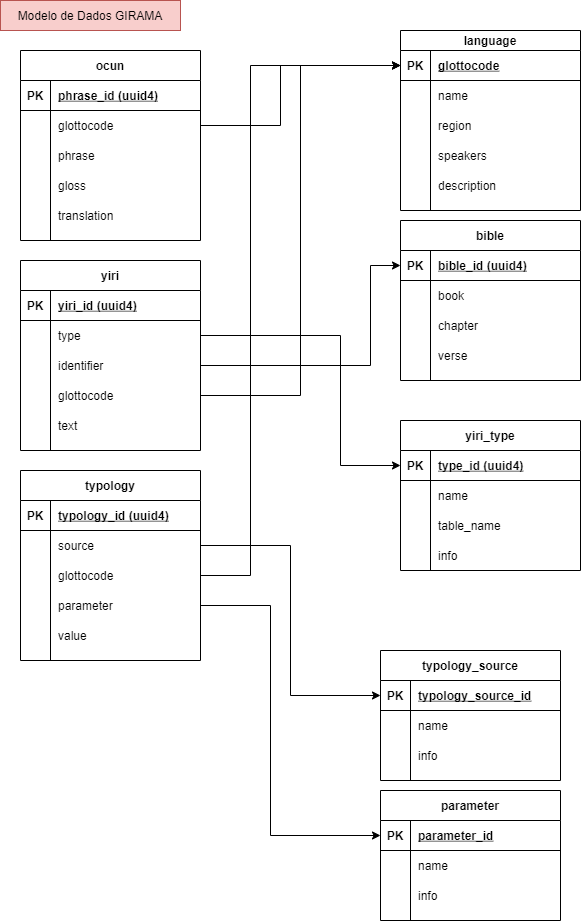 Modelo de Dados GIRAMA
ocun
PK phrase_id (uuid4)
glottocode
phrase
gloss
translation
yiri
PK yiri_id (uuid4)
type
identifier
glottocode
text
typology
PK typology_id (uuid4)
source
glottocode
parameter
value
language
PK glottocode
name
region
speakers
description
bible
PK bible_id (uuid4)
book
chapter
verse
yiri_type
PK type_id (uuid4)
name
table_name
info
typology_source
PK typology_source_id
name
info
parameter
PK parameter_id
name
info